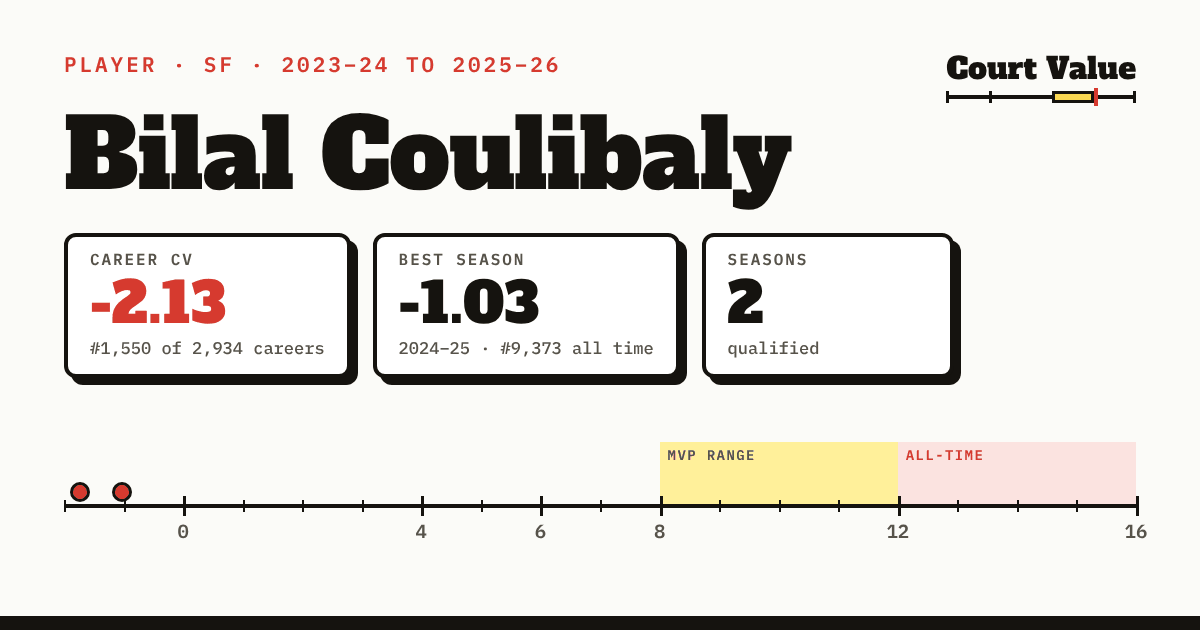 PLAYER · SF · 2023–24 TO 2025–26
Court Value
Bilal Coulibaly
CAREER CV
-2.13
#1,550 of 2,934 careers
BEST SEASON
-1.03
2024–25 · #9,373 all time
SEASONS
2
qualified
MVP RANGE
ALL-TIME
0 4 6 8 12 16